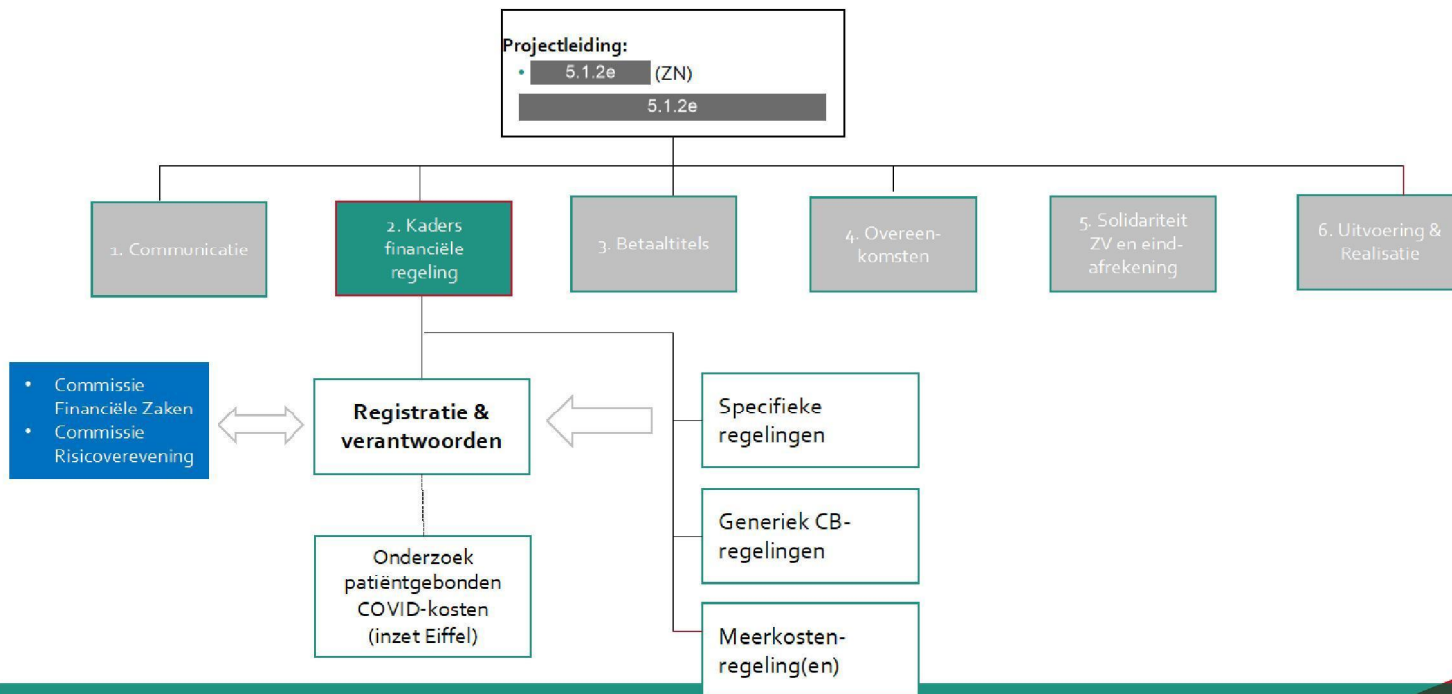 Projectleiding:
• 5.1.2e (ZN)
5.1.2e
1. Communicatie
2. Kaders
financiële
regeling
3. Betaaltitels
4. Overeen-
komsten
5. Solidariteit
ZV en eind-
afrekening
6. Uitvoering &
Realisatie
• Commissie
Financiële Zaken
• Commissie
Risicoverevening
Registratie &
verantwoorden
Specifieke
regelingen
Generiek CB-
regelingen
Onderzoek
patiëntgebonden
COVID-kosten
(inzet Eiffel)
Meerkosten-
regeling(en)